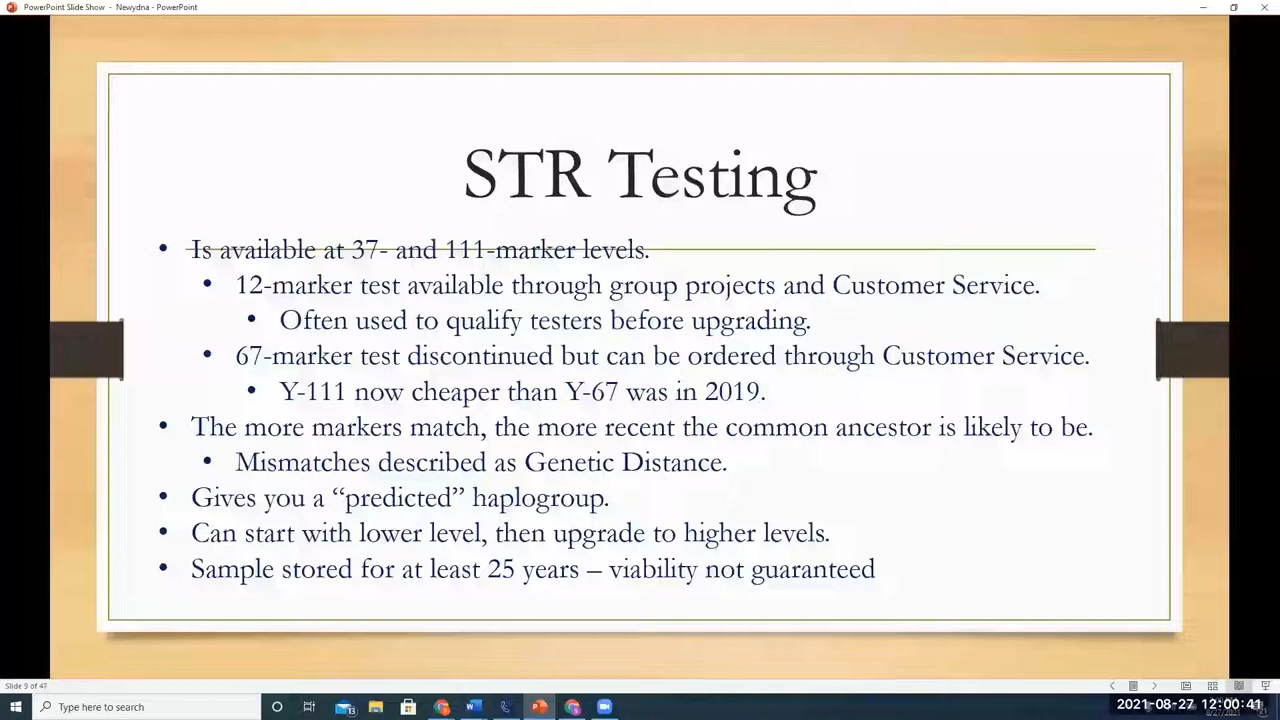 PowerPoint Slide Show - Newydna - PowerPoint
STR Testing
• Is available at 37- and 111-marker levels.
• 12-marker test available through group projects and Customer Service.
• Often used to qualify testers before upgrading.
• 67-marker test discontinued but can be ordered through Customer Service.
• Y-111 now cheaper than Y-67 was in 2019.
• The more markers match, the more recent the common ancestor is likely to be.
• Mismatches described as Genetic Distance.
• Gives you a “predicted” haplogroup.
• Can start with lower level, then upgrade to higher levels.
• Sample stored for at least 25 years – viability not guaranteed
Slide 9 of 47
Type here to search
13
2021-08-27 12:00:41